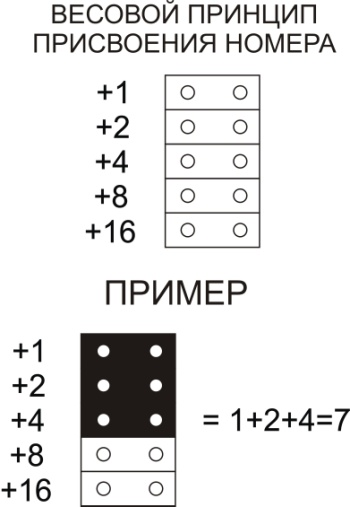 ВЕСОВОЙ ПРИНЦИП
ПРИСВОЕНИЯ НОМЕРА
+1
+2
+4
+8
+16
ПРИМЕР
+1
+2
+4 = 1+2+4=7
+8
+16